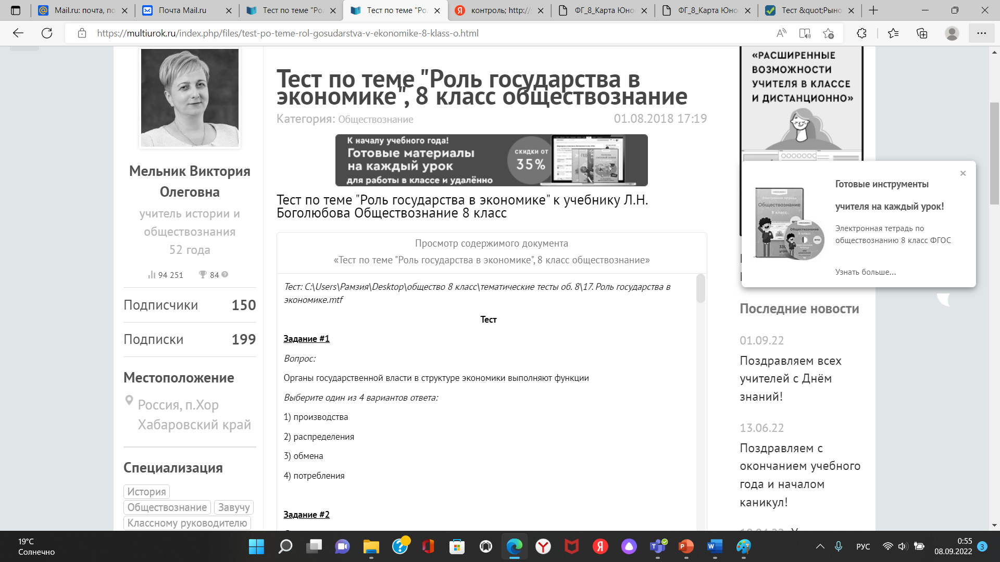 Mail.ru: почта, по
Почта Mail.ru
Тест по теме "Рол
Тест по теме "Рол
контроль; http://
ФГ_8_Карта Юно
ФГ_8_Карта Юно
Тест &quot;Рыно
https://multiurok.ru/index.php/files/test-po-teme-rol-gosudarstva-v-ekonomike-8-klass-o.html
Мельник Виктория
Олеговна
учитель истории и
обществознания
52 года
94 251
84
Подписчики 150
Подписки 199
Местоположение
Россия, п.Хор
Хабаровский край
Специализация
История
Обществознание Завучу
Классному руководителю
Тест по теме "Роль государства в
экономике", 8 класс обществознание
Категория: Обществознание
01.08.2018 17:19
К началу учебного года!
Готовые материалы
на каждый урок
для работы в классе и удалённо
СКИДКИ ОТ
35%
Тест по теме "Роль государства в экономике" к учебнику Л.Н.
Боголюбова Обществознание 8 класс
Просмотр содержимого документа
«Тест по теме "Роль государства в экономике", 8 класс обществознание»
Тест: C:\Users\Рамзия\Desktop\общество 8 класс\тематические тесты об. 8\17. Роль государства в
экономике.mtf
Тест
Задание #1
Вопрос:
Органы государственной власти в структуре экономики выполняют функции
Выберите один из 4 вариантов ответа:
1) производства
2) распределения
3) обмена
4) потребления
Задание #2
«РАСШИРЕННЫЕ
ВОЗМОЖНОСТИ
УЧИТЕЛЯ В КЛАССЕ
И ДИСТАНЦИОННО»
Готовые инструменты
учителя на каждый урок!
Электронная тетрадь по
обществознанию 8 класс ФГОС
Узнать больше...
Электронная тетрадь
Обществознание
8 класс
Последние новости
01.09.22
Поздравляем всех
учителей с Днём
знаний!
13.06.22
Поздравляем с
окончанием учебного
года и началом
каникул!
19°C
Солнечно
РУС
0:55
08.09.2022
3